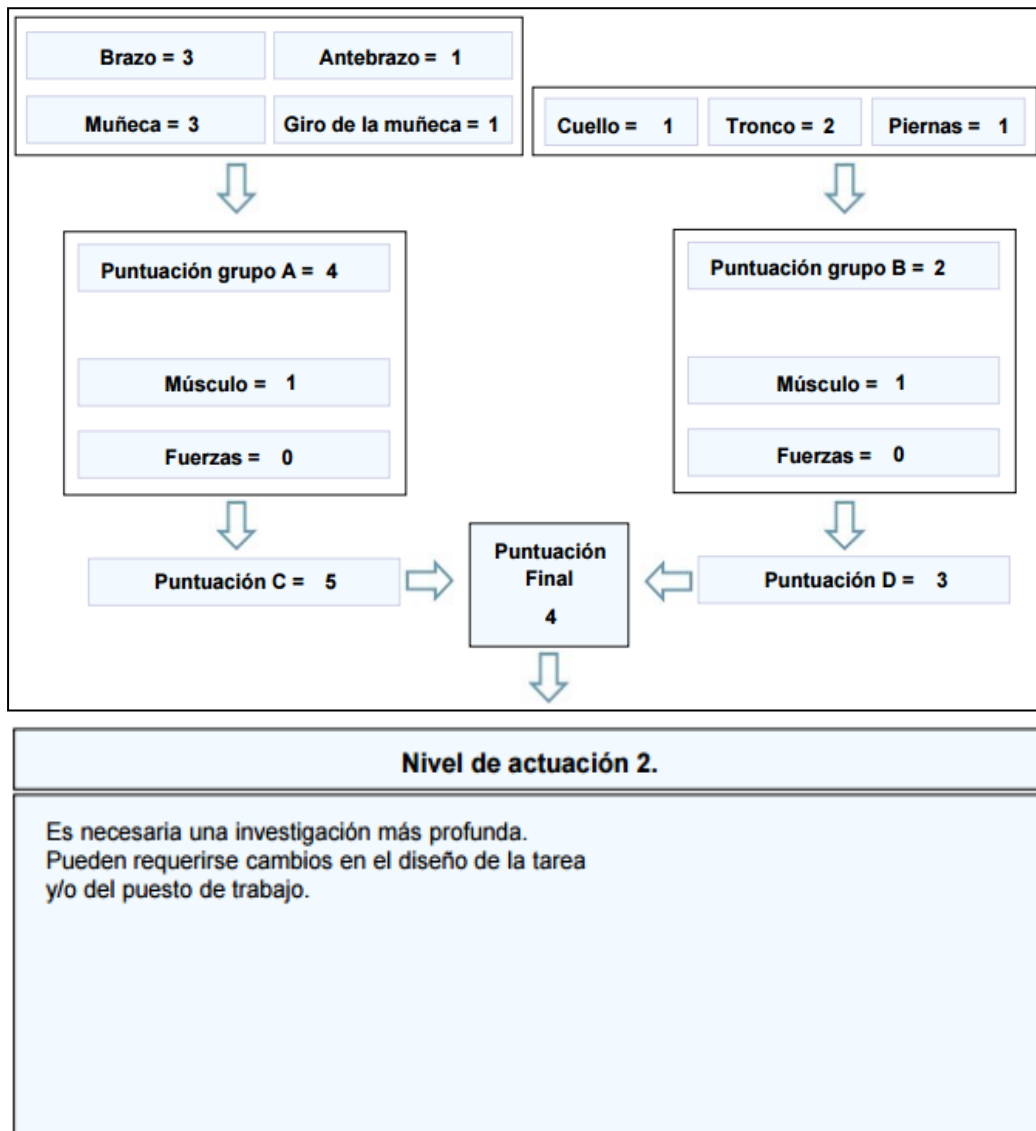 Brazo = 3
Antebrazo = 1
Muñeca = 3
Giro de la muñeca = 1
Cuello = 1
Tronco = 2
Piernas = 1
Puntuación grupo A = 4
Músculo = 1
Fuerzas = 0
Puntuación grupo B = 2
Músculo = 1
Fuerzas = 0
Puntuación C = 5
Puntuación
Final
4
Puntuación D = 3
Nivel de actuación 2.
Es necesaria una investigación más profunda.
Pueden requerirse cambios en el diseño de la tarea
y/o del puesto de trabajo.